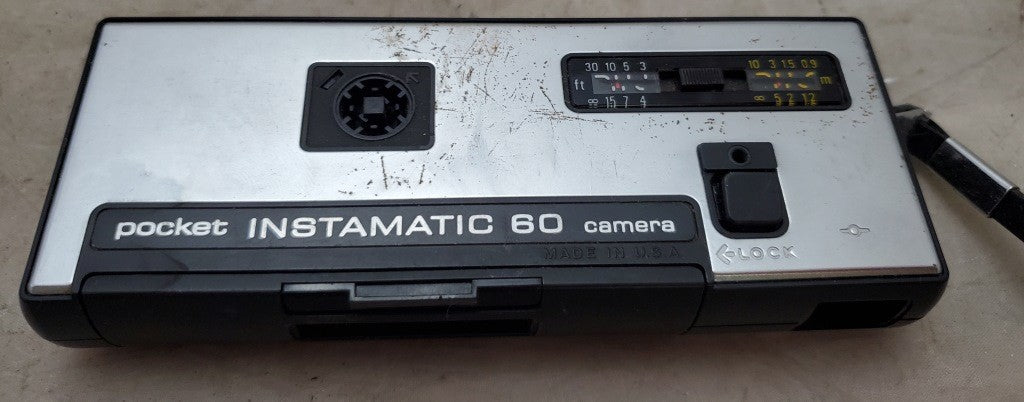 30 10 5 3
10 3 1.5 0.9
ft
m
∞ 15 7 4
∞ 5 2 1.2
pocket INSTAMATIC 60 camera
MADE IN U.S.A
LOCK